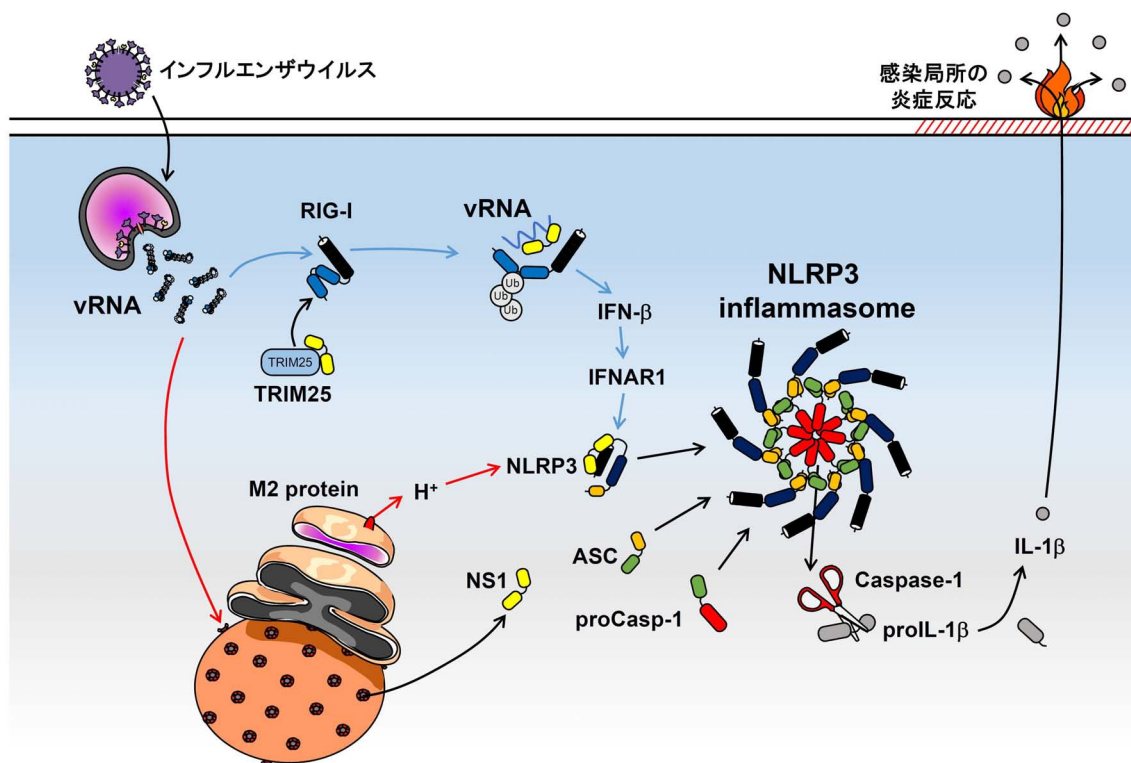 インフルエンザウイルス
感染局所の
炎症反応
RIG-I
vRNA
vRNA
Ub
Ub
Ub
NLRP3
inflammasome
IFN-β
TRIM25
TRIM25
IFNAR1
NLRP3
M2 protein
H+
ASC
NS1
proCasp-1
Caspase-1
proIL-1β
IL-1β